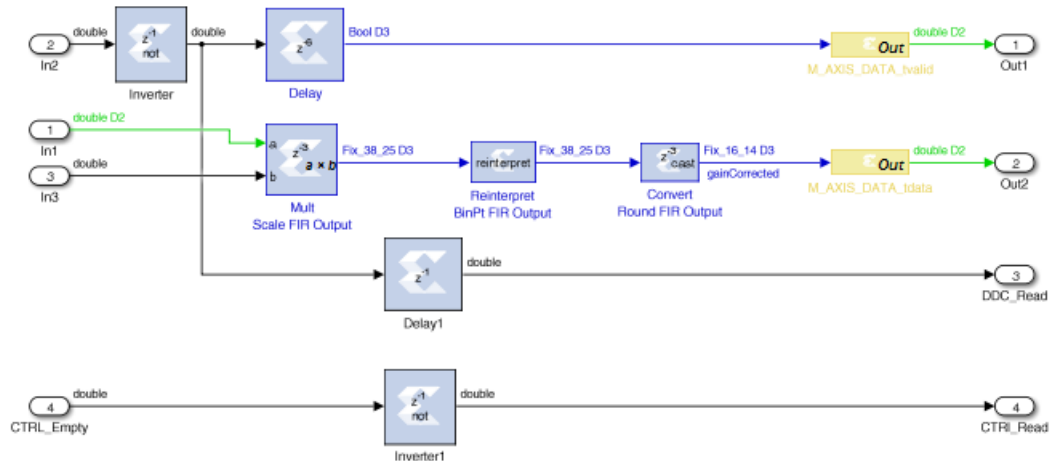 double
2
In2
z-1
not
Inverter
double
z-6
Delay
Bool D3
Out
M_AXIS_DATA_tvalid
double D2
1
Out1
double D2
1
In1
double
3
In3
a
b
z-3
a × b
Mult
Scale FIR Output
Fix_38_25 D3
reinterpret
Reinterpret
BinPt FIR Output
Fix_38_25 D3
z-3
cast
Convert
Round FIR Output
Fix_16_14 D3
gainCorrected
Out
M_AXIS_DATA_tdata
double D2
2
Out2
z-1
Delay1
double
3
DDC_Read
double
4
CTRL_Empty
z-1
not
Inverter1
double
4
CTRl_Read